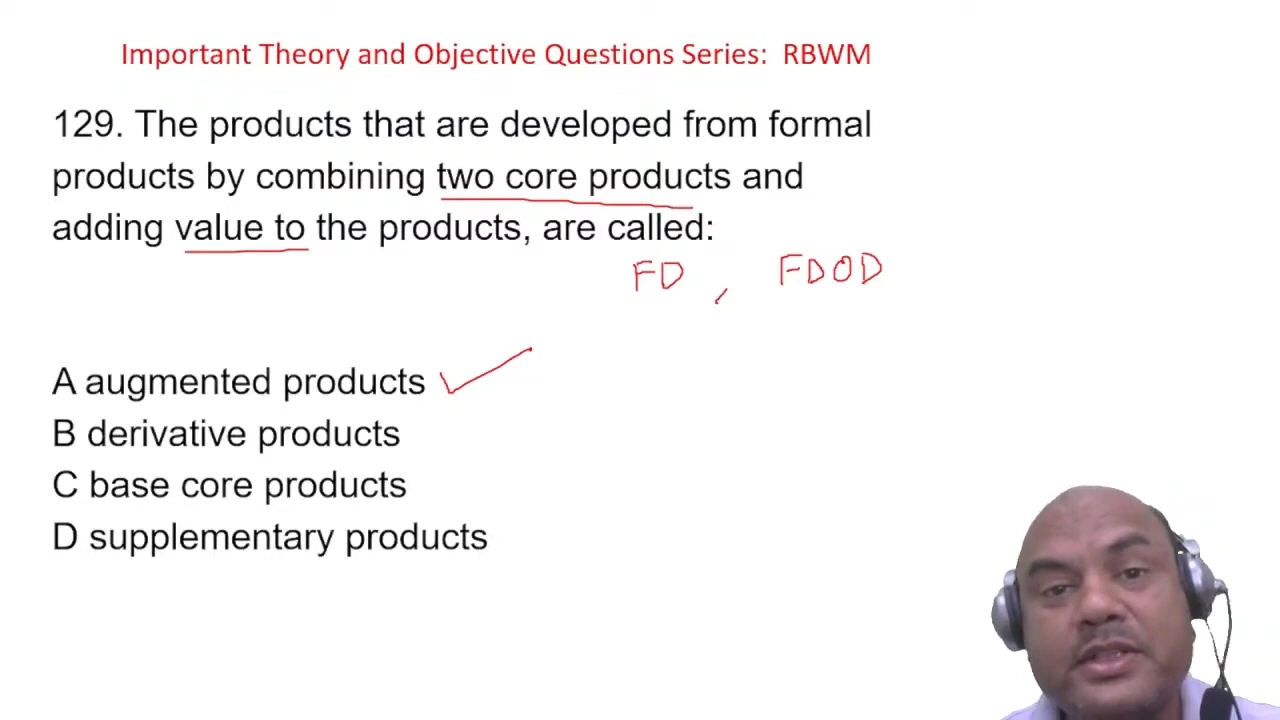 Important Theory and Objective Questions Series:  RBWM
129. The products that are developed from formal
products by combining two core products and
adding value to the products, are called:
FD , FDOD
A augmented products
B derivative products
C base core products
D supplementary products